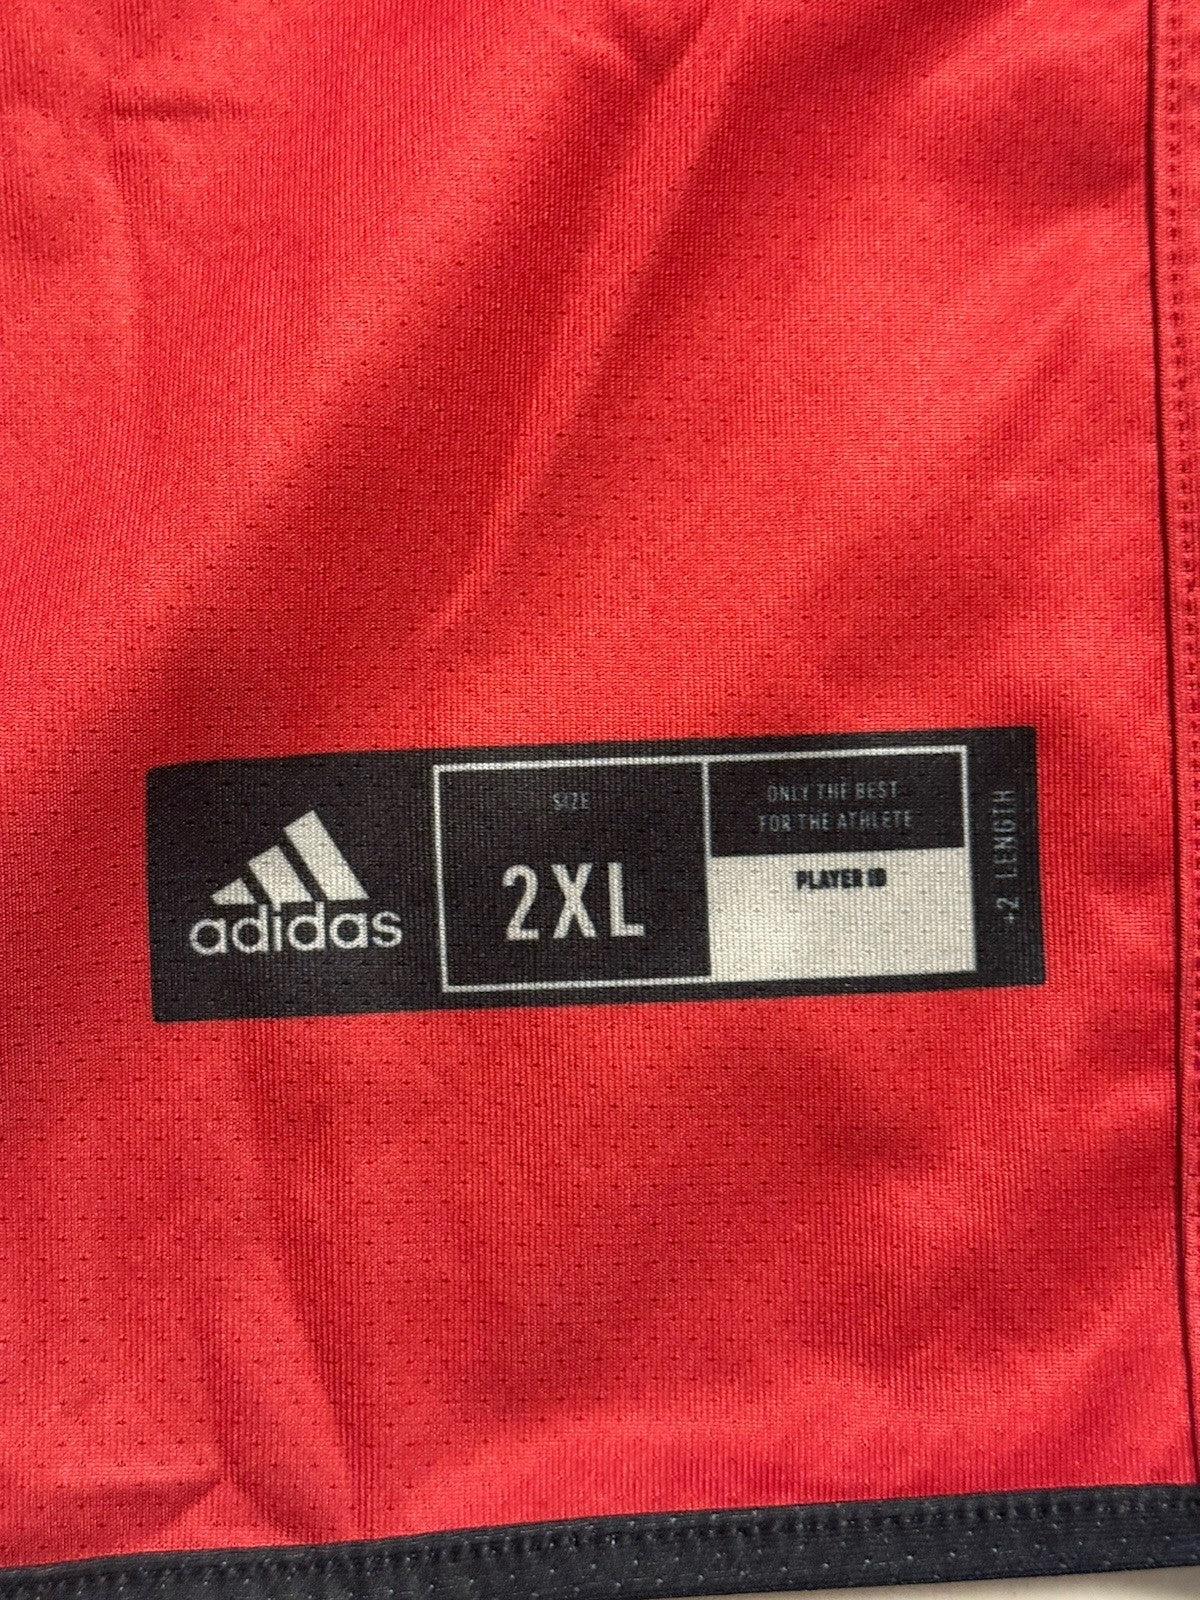 adidas
SIZE
2XL
ONLY THE BEST
FOR THE ATHLETE
PLAYER ID
+2 LENGTH